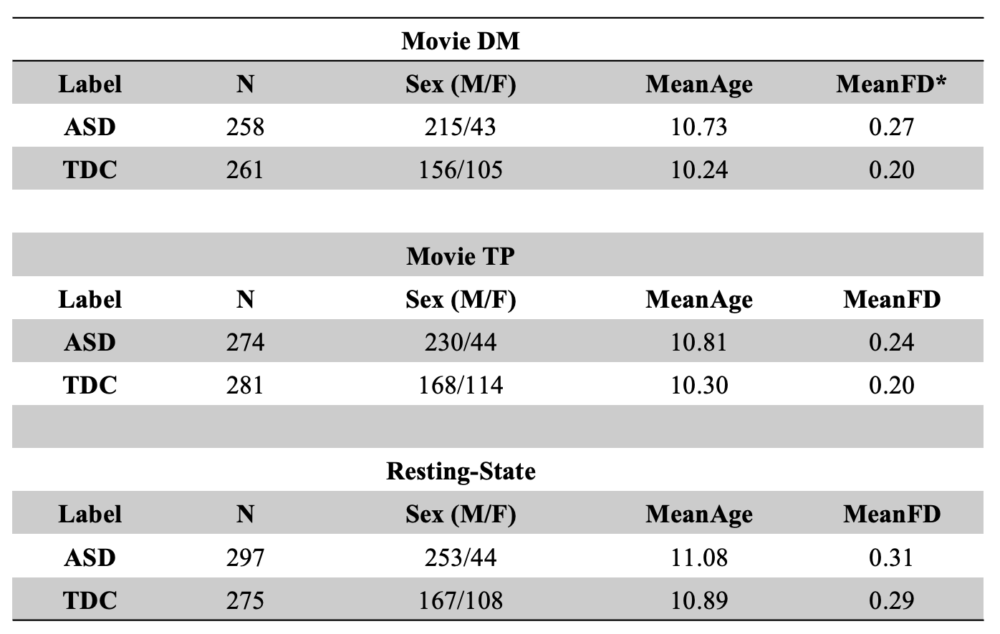 Movie DM
Label N Sex (M/F) MeanAge MeanFD*
ASD 258 215/43 10.73 0.27
TDC 261 156/105 10.24 0.20
Movie TP
Label N Sex (M/F) MeanAge MeanFD
ASD 274 230/44 10.81 0.24
TDC 281 168/114 10.30 0.20
Resting-State
Label N Sex (M/F) MeanAge MeanFD
ASD 297 253/44 11.08 0.31
TDC 275 167/108 10.89 0.29